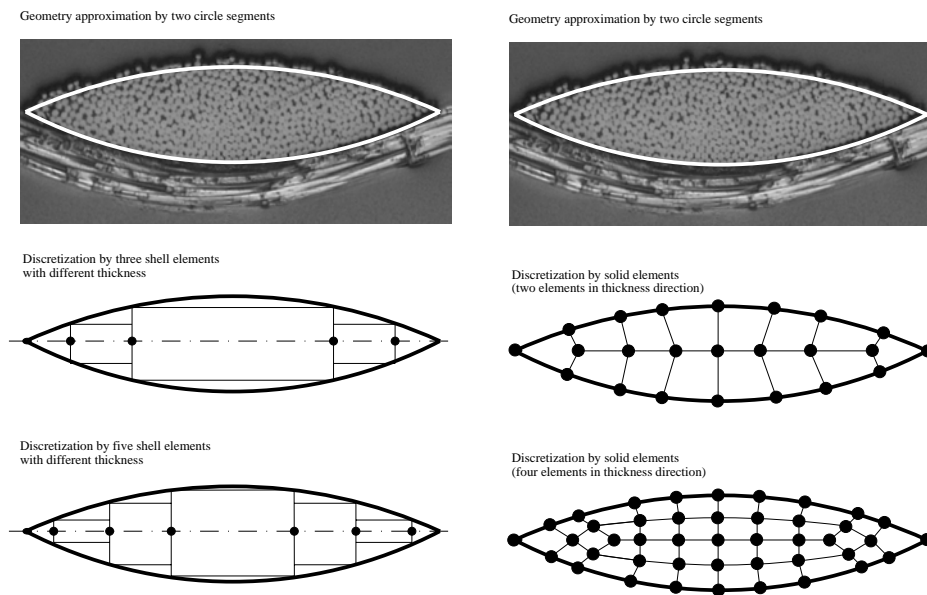 Geometry approximation by two circle segments
Discretization by three shell elements
with different thickness
Discretization by five shell elements
with different thickness
Geometry approximation by two circle segments
Discretization by solid elements
(two elements in thickness direction)
Discretization by solid elements
(four elements in thickness direction)